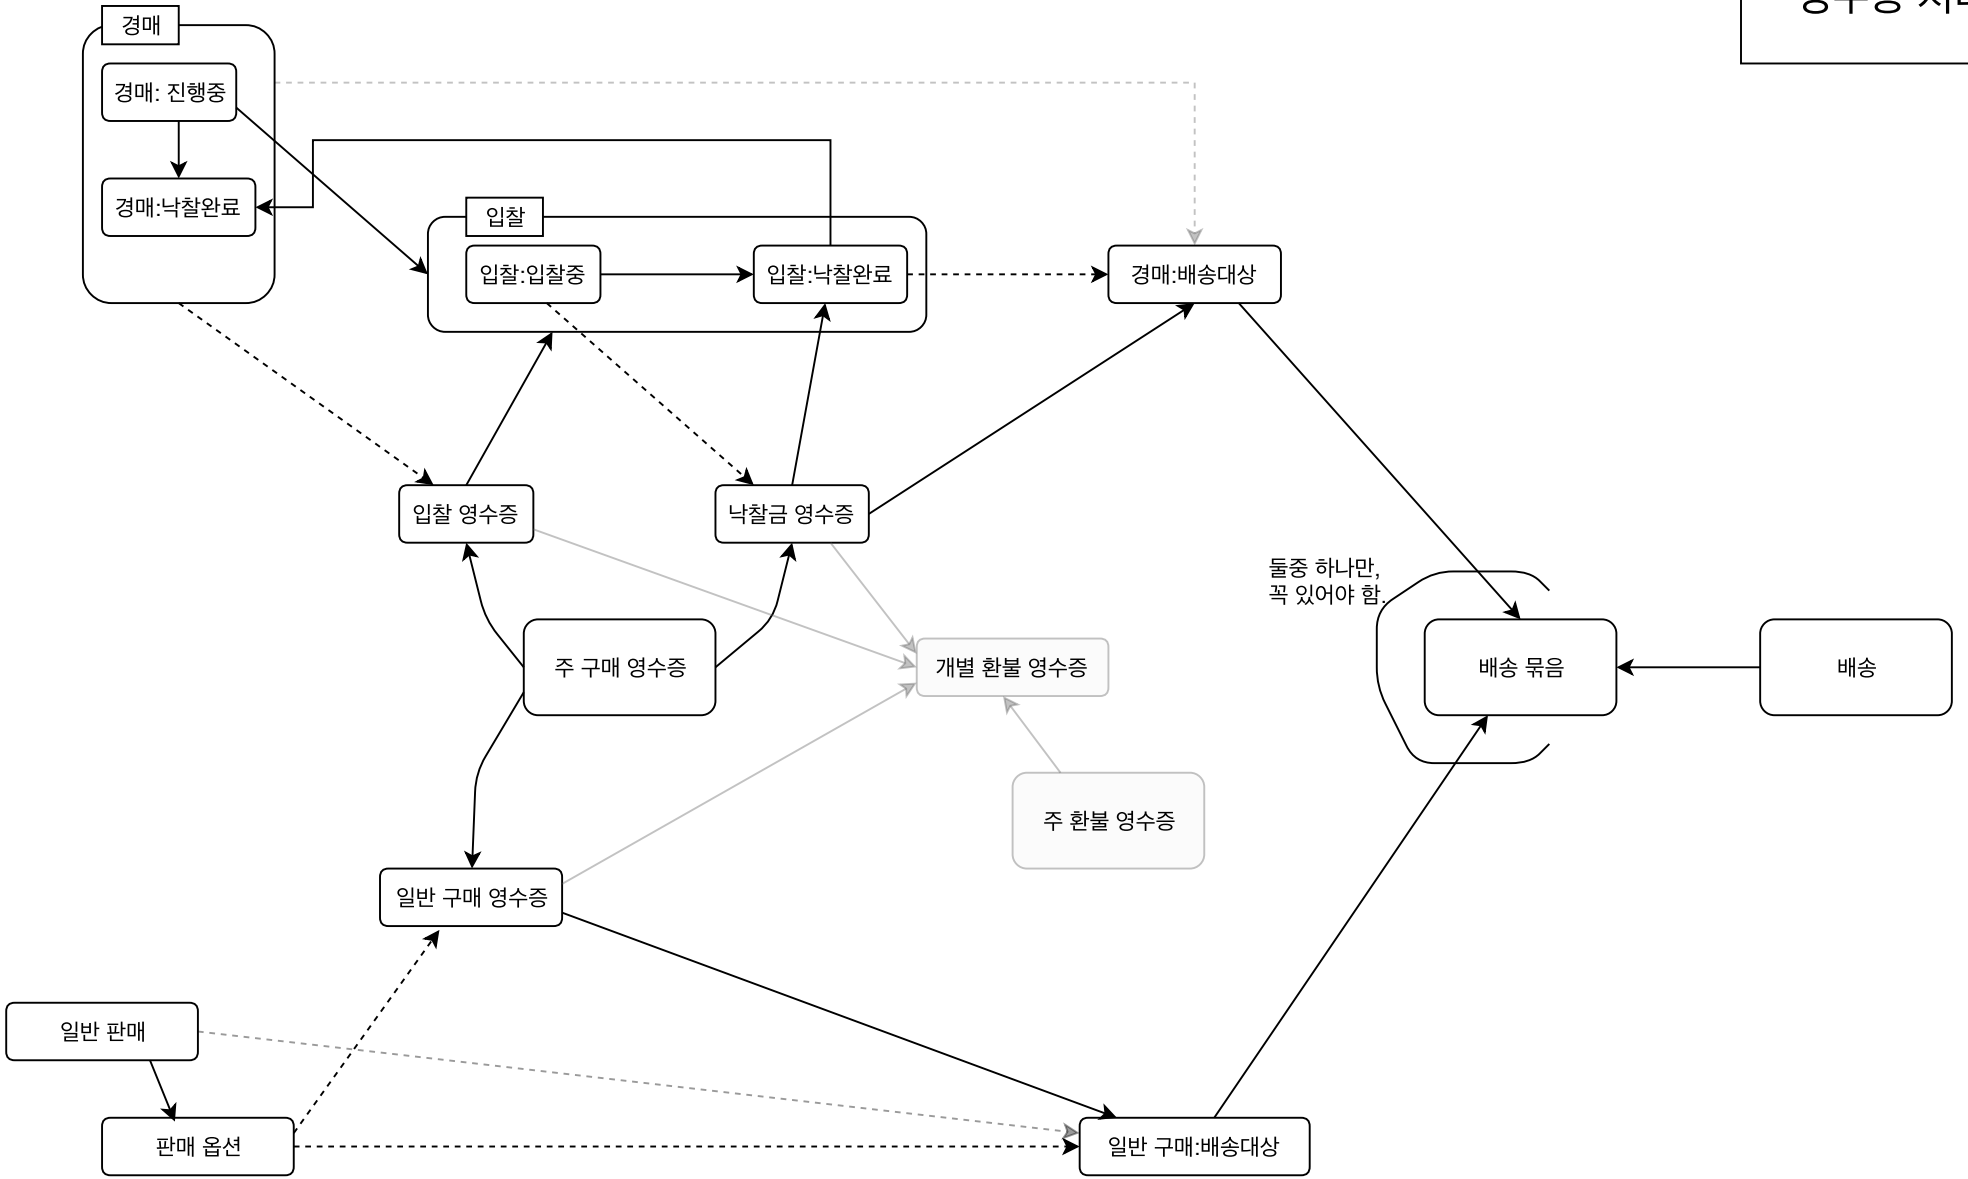 경매
경매: 진행중
경매:낙찰완료
입찰
입찰:입찰중
입찰:낙찰완료
경매:배송대상
입찰 영수증
낙찰금 영수증
둘중 하나만,
꼭 있어야 함.
주 구매 영수증
개별 환불 영수증
배송 묶음
배송
주 환불 영수증
일반 구매 영수증
일반 판매
판매 옵션
일반 구매:배송대상